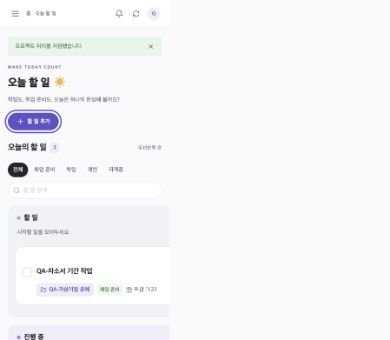 홈 오늘 할 일
Q
프로젝트 위치를 저장했습니다.
MAKE TODAY COUNT
오늘 할 일
학업도, 취업 준비도, 오늘은 하나씩 완성해 볼까요?
+ 할 일 추가
오늘의 할 일 3
우선순위 순
전체 취업 준비 학업 개인 자격증
할 일 검색
할 일
시작할 일을 모아두세요
QA-자소서 기간 작업
QA-가상기업 공채 취업 준비
진행 중